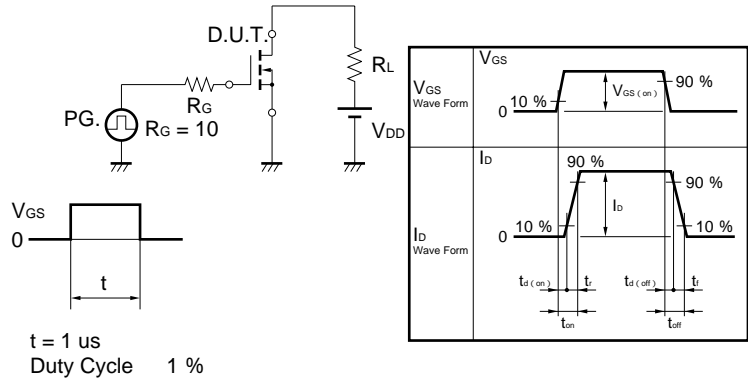 D.U.T.
RL
RG
PG.
RG = 10
VDD
VGS
0
t
t = 1 us
Duty Cycle 1 %
VGS
Wave Form
VGS
10 %
0
VGS (on)
90 %
ID
Wave Form
ID
90 %
90 %
ID
10 %
10 %
0
td (on)
tr
td (off)
tf
ton
toff